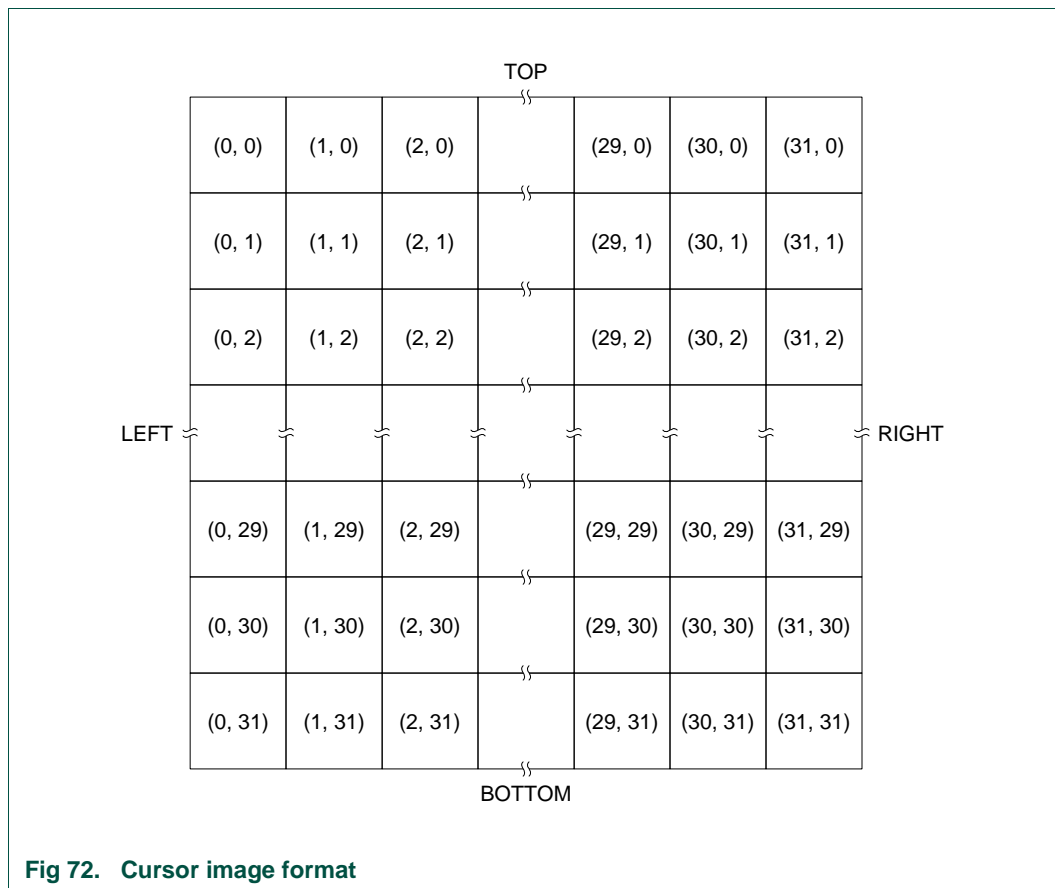 TOP
(0, 0) (1, 0) (2, 0) (29, 0) (30, 0) (31, 0)
(0, 1) (1, 1) (2, 1) (29, 1) (30, 1) (31, 1)
(0, 2) (1, 2) (2, 2) (29, 2) (30, 2) (31, 2)
LEFT RIGHT
(0, 29) (1, 29) (2, 29) (29, 29) (30, 29) (31, 29)
(0, 30) (1, 30) (2, 30) (29, 30) (30, 30) (31, 30)
(0, 31) (1, 31) (2, 31) (29, 31) (30, 31) (31, 31)
BOTTOM
Fig 72. Cursor image format